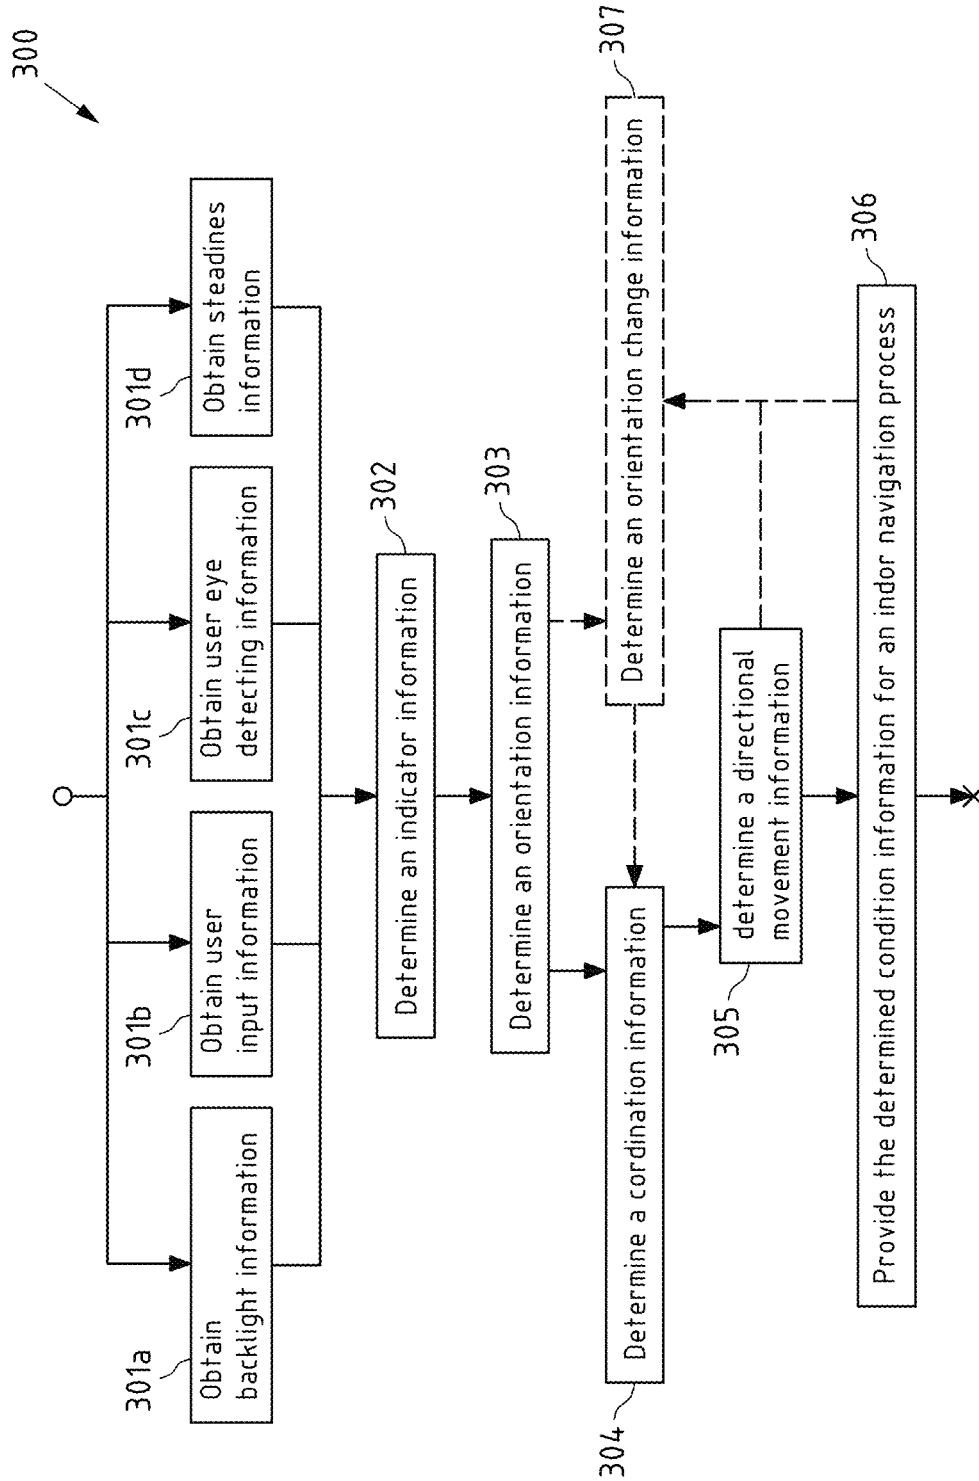 300
301a
Obtain
backlight information
301b
Obtain user
input information
301c
Obtain user eye
detecting information
301d
Obtain steadines
information
302
Determine an indicator information
303
Determine an orientation information
304
Determine a cordination information
307
Determine an orientation change information
305
determine a directional
movement information
306
Provide the determined condition information for an indor navigation process